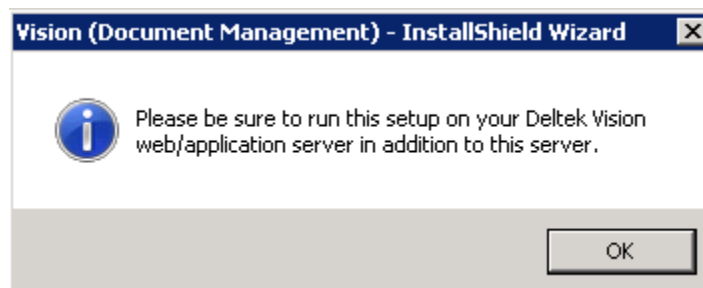 Vision (Document Management) - InstallShield Wizard
Please be sure to run this setup on your Deltek Vision
web/application server in addition to this server.
OK